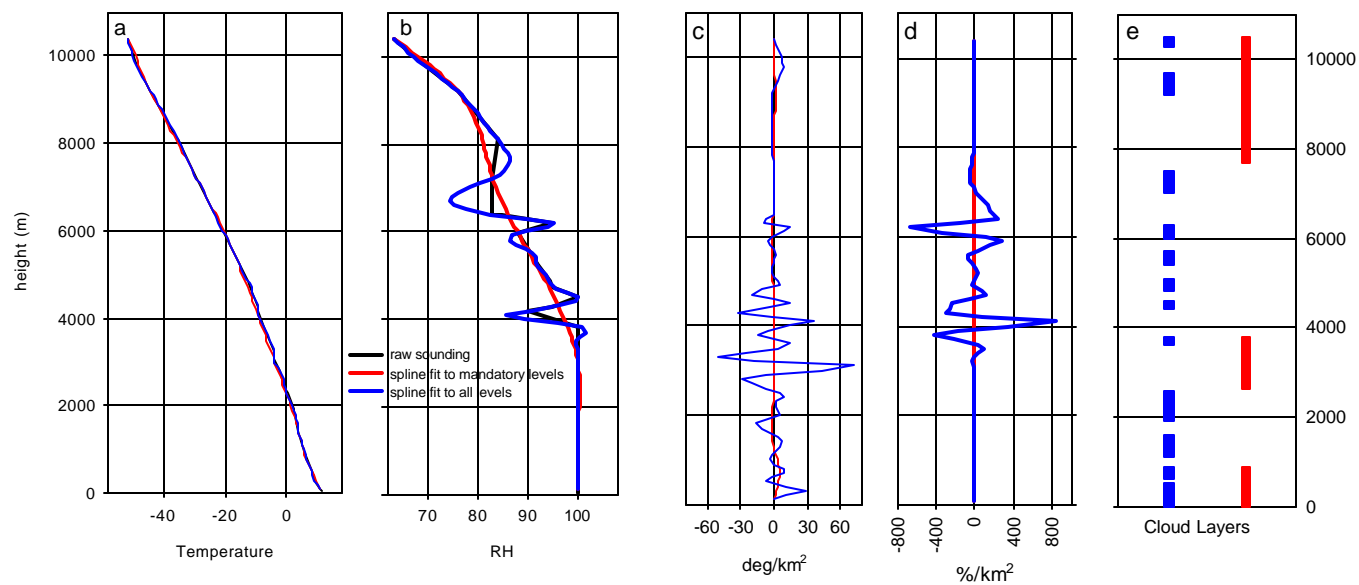 a
b
c
d
e
10000
8000
6000
4000
2000
0
height (m)
-40
-20
0
Temperature
raw sounding
spline fit to mandatory levels
spline fit to all levels
70
80
90
100
RH
-60
-30
0
30
60
deg/km²
-800
-400
0
400
800
%/km²
10000
8000
6000
4000
2000
0
Cloud Layers